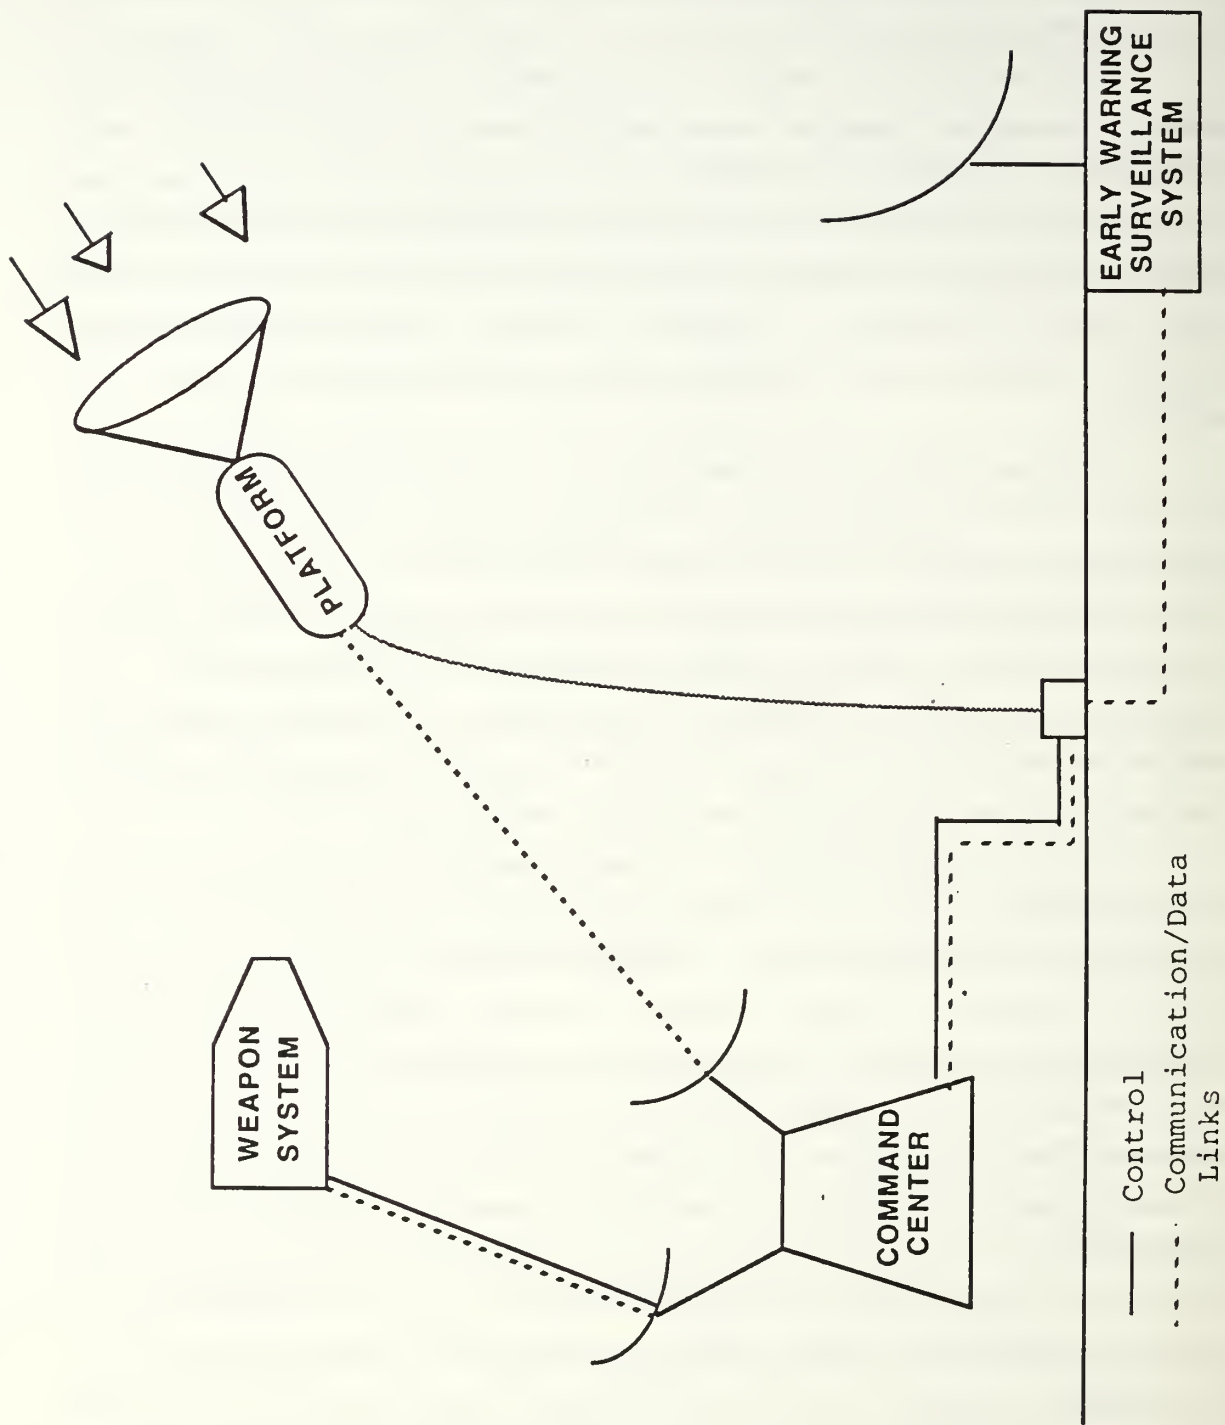 PLATFORM
WEAPON
SYSTEM
COMMAND
CENTER
EARLY WARNING
SURVEILLANCE
SYSTEM
Control
Communication/Data
Links